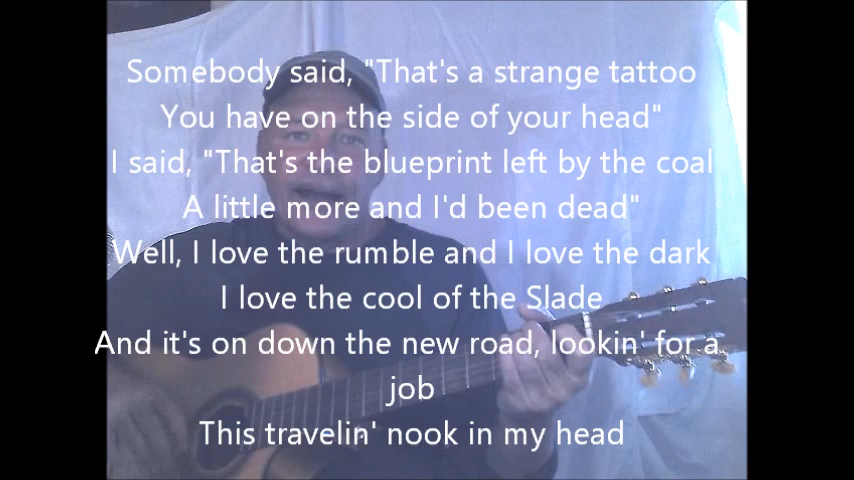 Somebody said, "That's a strange tattoo
You have on the side of your head"
I said, "That's the blueprint left by the coal
A little more and I'd been dead"
Well, I love the rumble and I love the dark
I love the cool of the Slade
And it's on down the new road, lookin' for a
job
This travelin' nook in my head